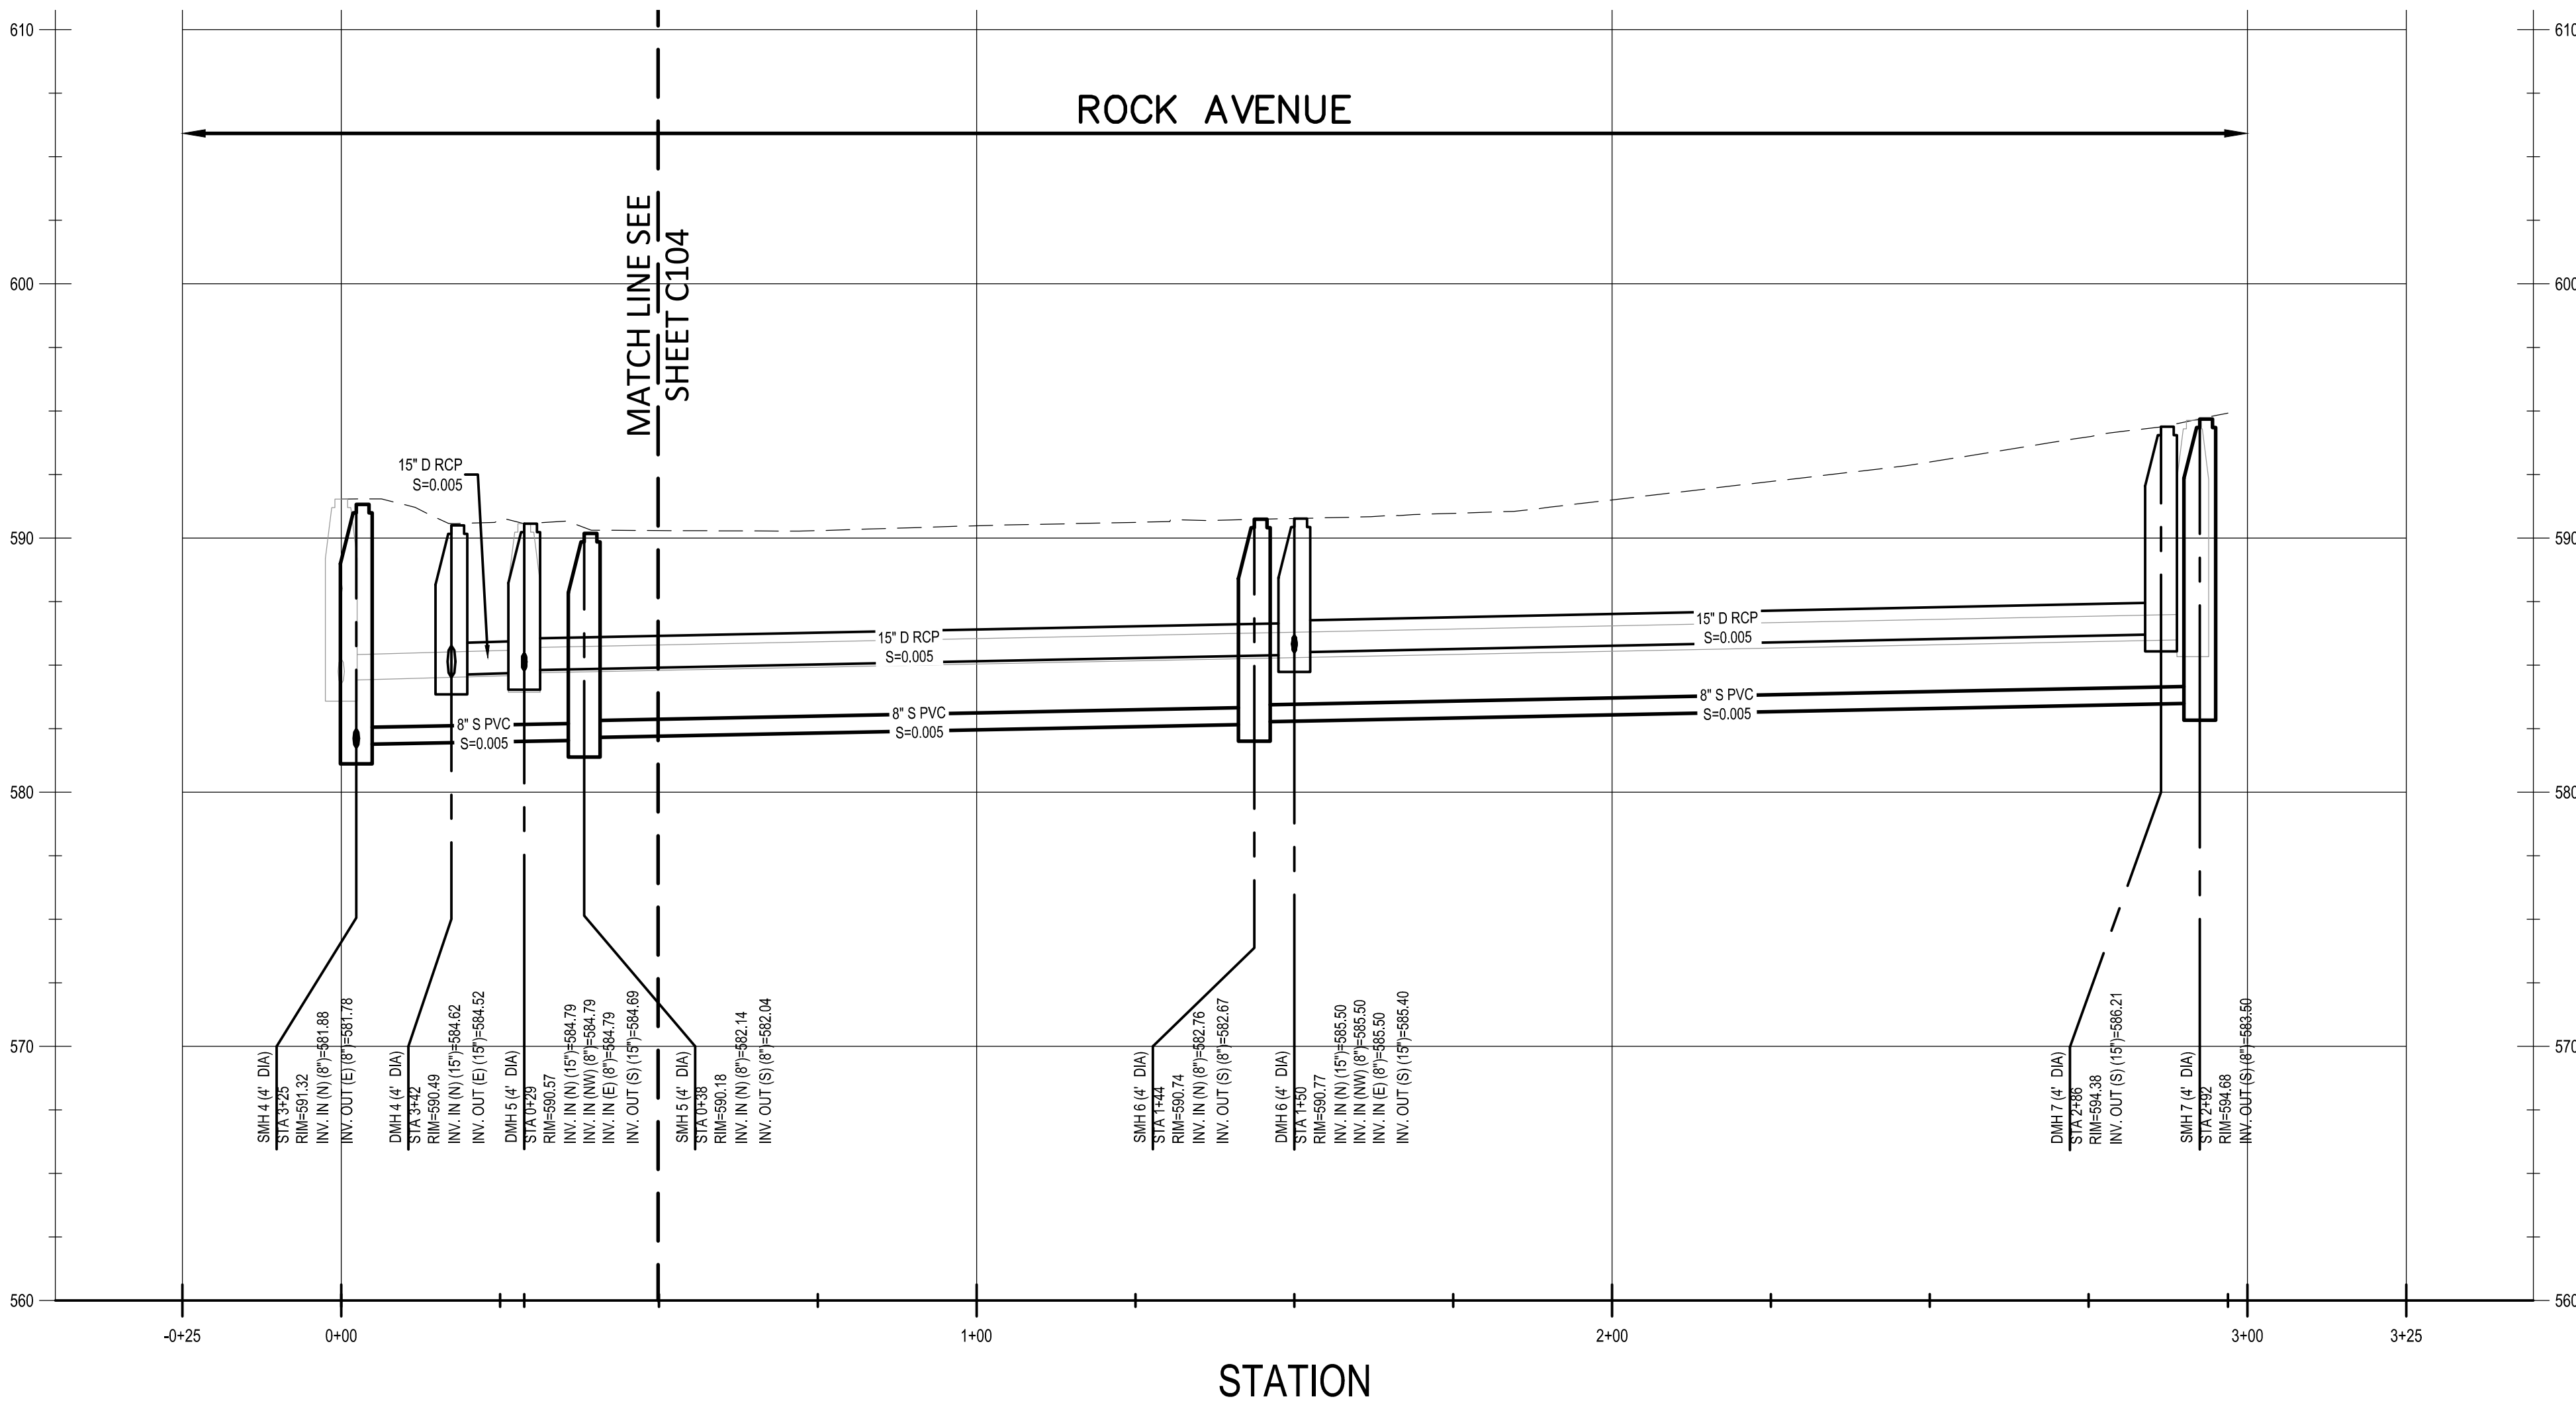 610
610
ROCK AVENUE
MATCH LINE SEE
SHEET C104
600
600
15" D RCP
S=0.005
590
590
15" D RCP
S=0.005
15" D RCP
S=0.005
8" S PVC
S=0.005
8" S PVC
S=0.005
8" S PVC
S=0.005
580
580
570
570
SMH 4 (4' DIA)
STA 3+25
RIM=591.32
INV. IN (N) (8")=581.88
INV. OUT (E) (8")=581.78
DMH 4 (4' DIA)
STA 3+42
RIM=590.49
INV. IN (N) (15")=584.62
INV. OUT (E) (15")=584.52
DMH 5 (4' DIA)
STA 0+29
RIM=590.57
INV. IN (N) (15")=584.79
INV. IN (NW) (8")=584.79
INV. IN (E) (8")=584.79
INV. OUT (S) (15")=584.69
SMH 5 (4' DIA)
STA 0+38
RIM=590.18
INV. IN (N) (8")=582.14
INV. OUT (S) (8")=582.04
SMH 6 (4' DIA)
STA 1+44
RIM=590.74
INV. IN (N) (8")=582.76
INV. OUT (S) (8")=582.67
DMH 6 (4' DIA)
STA 1+50
RIM=590.77
INV. IN (N) (15")=585.50
INV. IN (NW) (8")=585.50
INV. IN (E) (8")=585.50
INV. OUT (S) (15")=585.40
DMH 7 (4' DIA)
STA 2+86
RIM=594.38
INV. OUT (S) (15")=586.21
SMH 7 (4' DIA)
STA 2+92
RIM=594.68
INV. OUT (S) (8")=583.50
560
560
-0+25
0+00
1+00
2+00
3+00
3+25
STATION